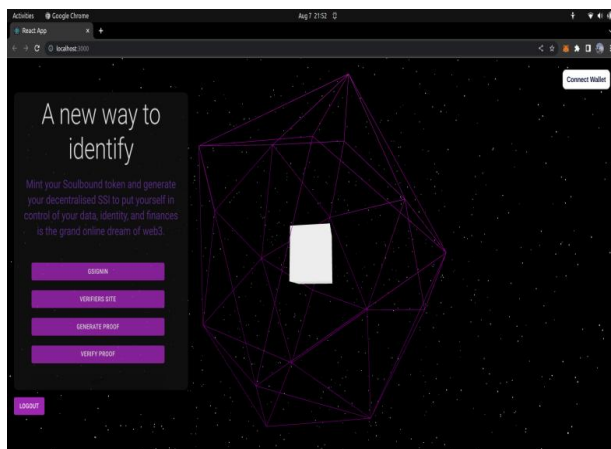 Activities
Google Chrome
Aug 7 21:52
React App
localhost:3000
Connect Wallet
A new way to
identify
Mint your Soulbound token and generate
your decentralised SSI to put yourself in
control of your data, identity, and finances
is the grand online dream of web3.
GSIGNIN
VERIFIERS SITE
GENERATE PROOF
VERIFY PROOF
LOGOUT